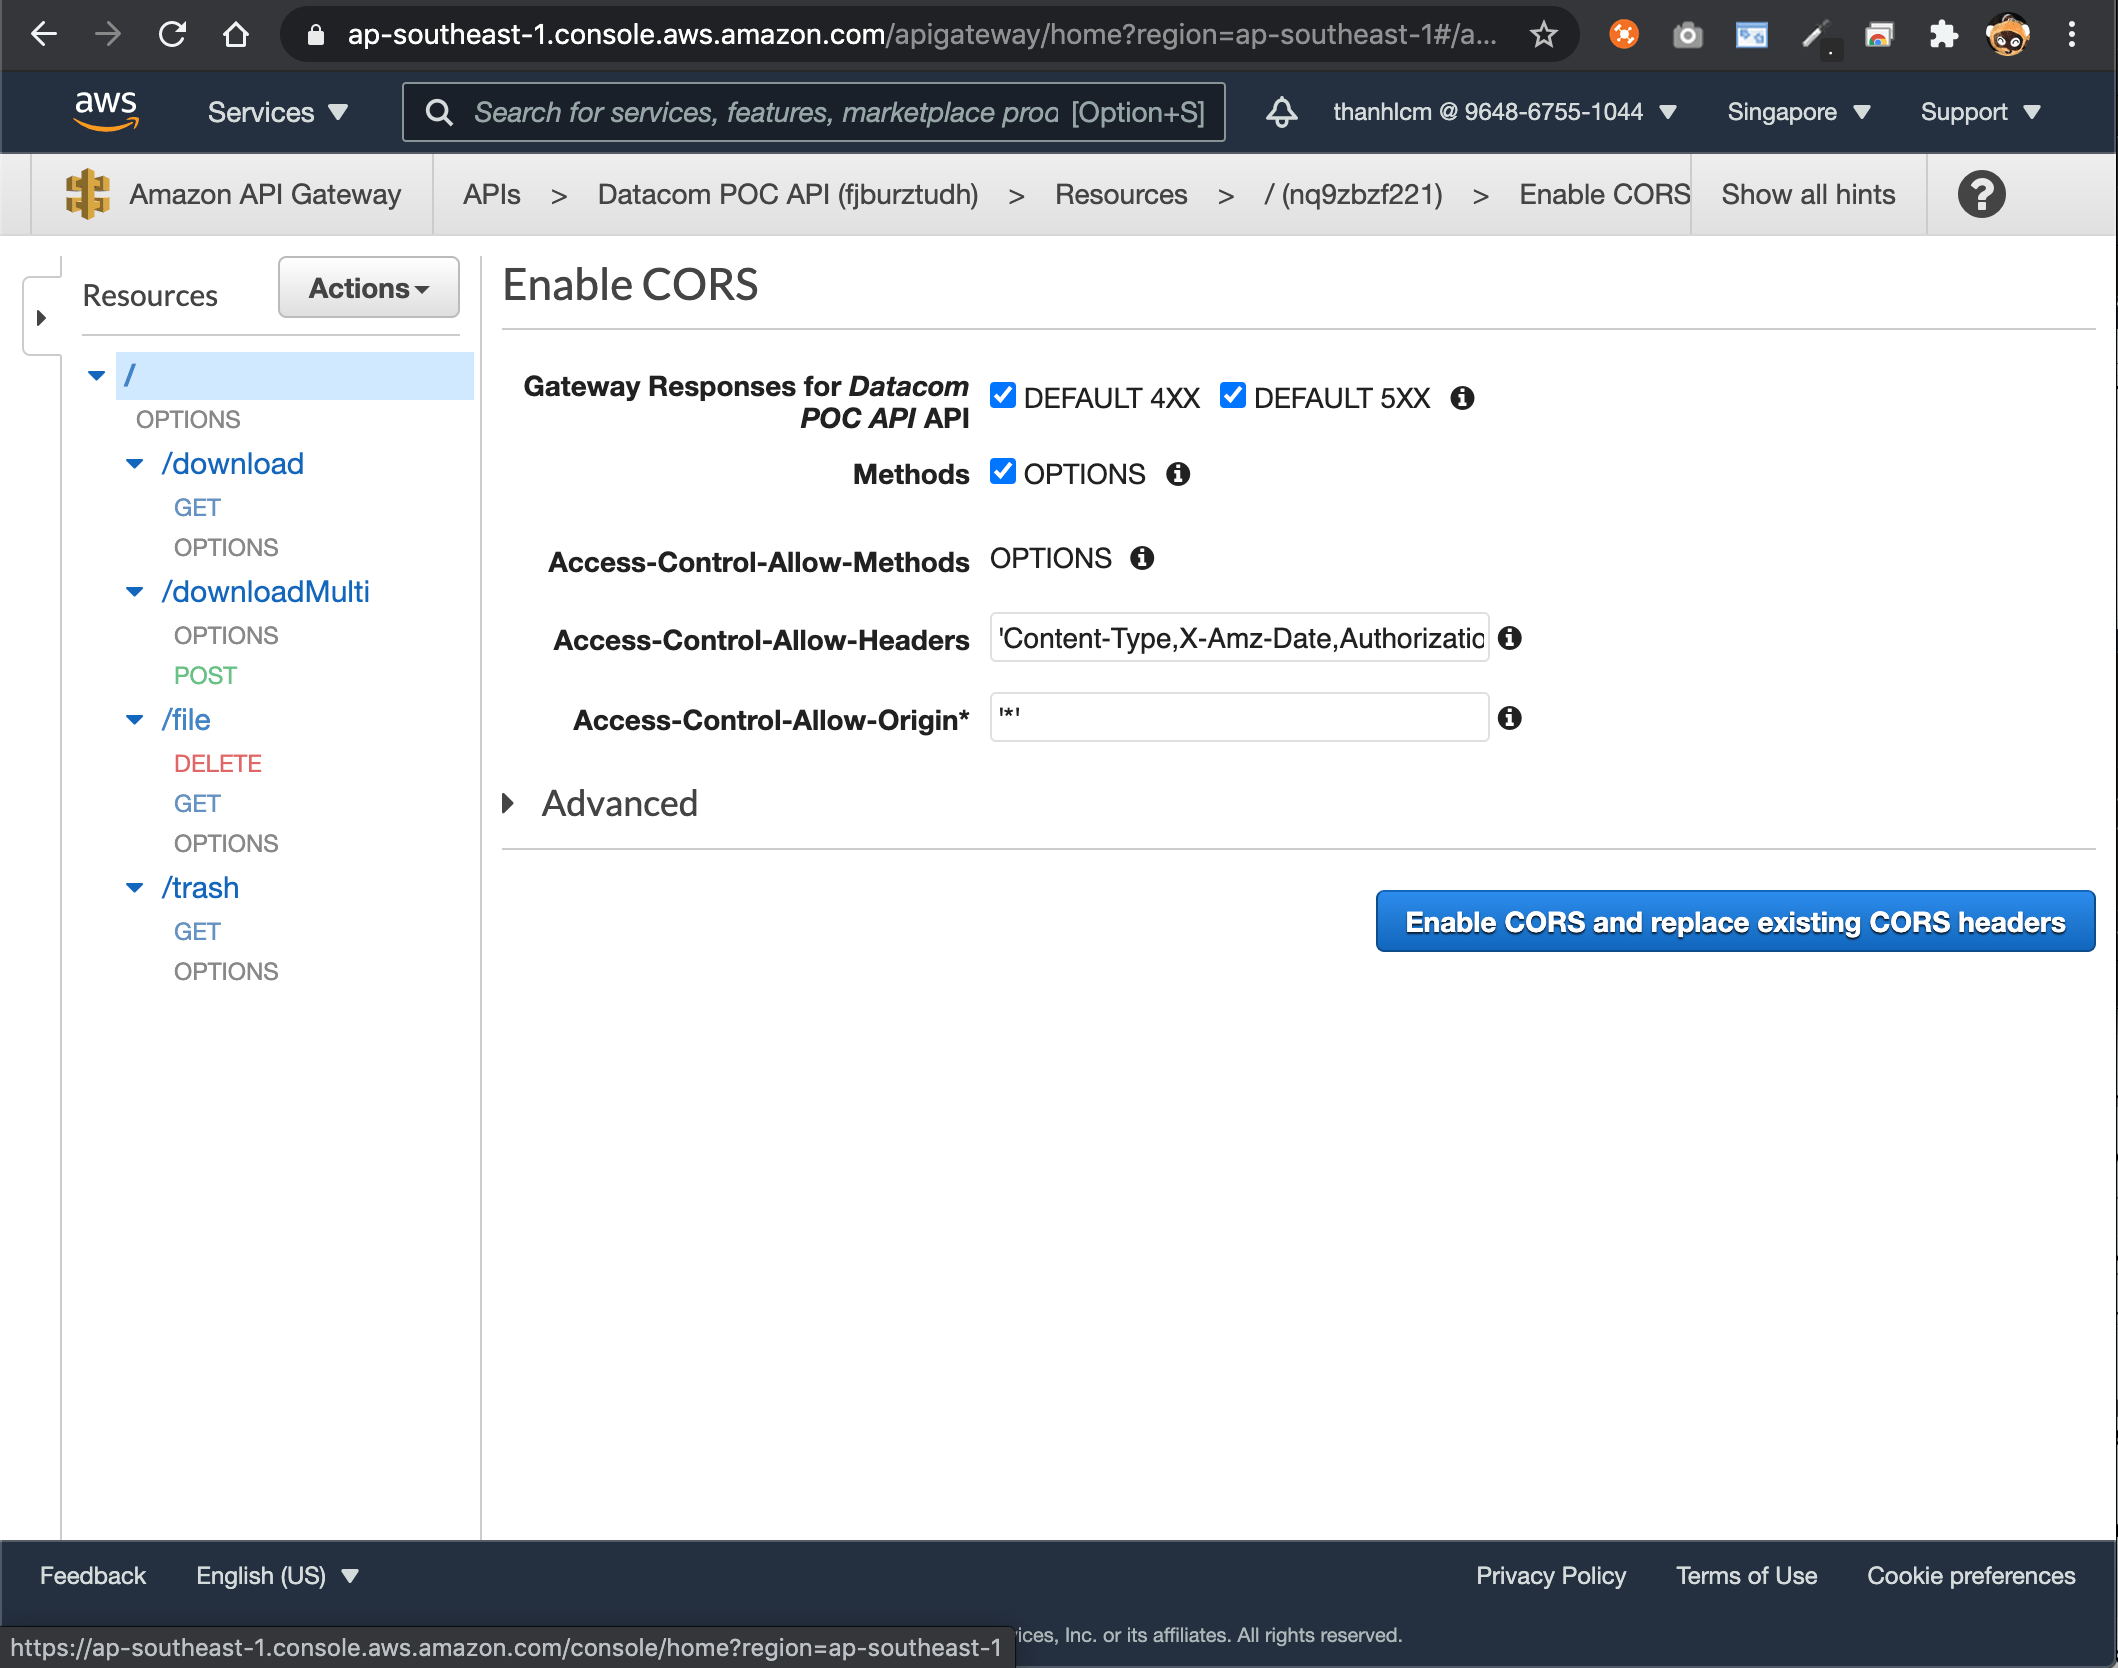 ap-southeast-1.console.aws.amazon.com/apigateway/home?region=ap-southeast-1#/a...
aws
Services
Search for services, features, marketplace prod [Option+S]
thanhlcm @ 9648-6755-1044
Singapore
Support
Amazon API Gateway
APIs > Datacom POC API (fjburztudh) > Resources > / (nq9zbzf221) > Enable CORS
Show all hints
Resources
Actions
/
OPTIONS
/download
GET
OPTIONS
/downloadMulti
OPTIONS
POST
/file
DELETE
GET
OPTIONS
/trash
GET
OPTIONS
Enable CORS
Gateway Responses for Datacom
POC API API
DEFAULT 4XX DEFAULT 5XX
Methods OPTIONS
Access-Control-Allow-Methods OPTIONS
Access-Control-Allow-Headers 'Content-Type,X-Amz-Date,Authorizatio
Access-Control-Allow-Origin* '*'
Advanced
Enable CORS and replace existing CORS headers
Feedback
English (US)
Privacy Policy
Terms of Use
Cookie preferences
https://ap-southeast-1.console.aws.amazon.com/console/home?region=ap-southeast-1
ices, Inc. or its affiliates. All rights reserved.